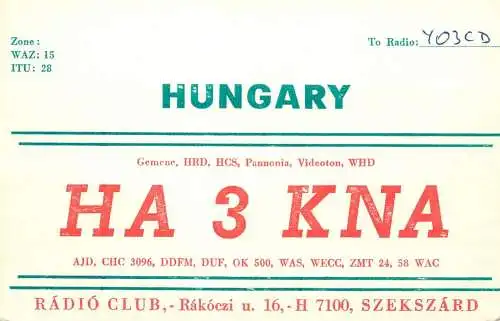 Zone:
WAZ: 15
ITU: 28
To Radio: YO3CD
HUNGARY
Gemenc, HRD, HCS, Pannonia, Videoton, WHD
HA 3 KNA
AJD, CHC 3096, DDFM, DUF, OK 500, WAS, WECC, ZMT 24, 58 WAC
RÁDIÓ CLUB,- Rákóczi u. 16,- H 7100, SZEKSZÁRD